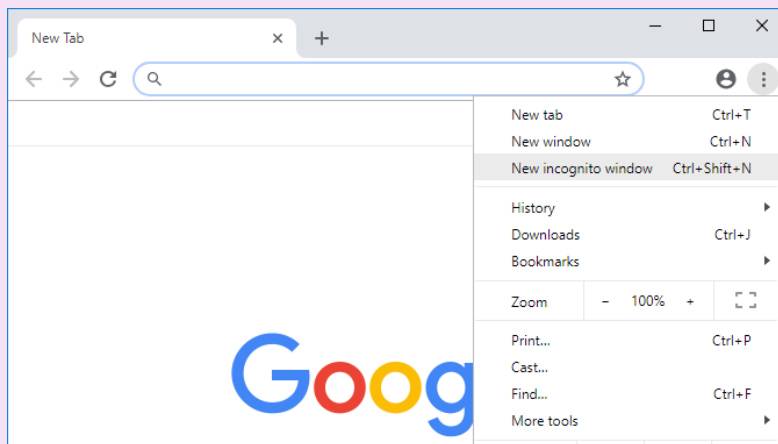 New Tab
New tab Ctrl+T
New window Ctrl+N
New incognito window Ctrl+Shift+N
History
Downloads Ctrl+J
Bookmarks
Zoom - 100% +
Print... Ctrl+P
Cast...
Find... Ctrl+F
More tools
Goog